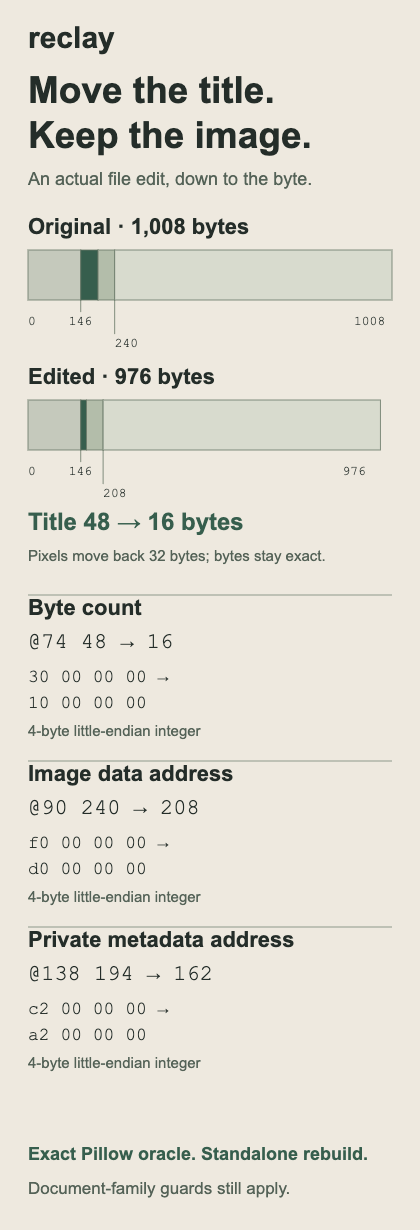 reclay
Move the title.
Keep the image.
An actual file edit, down to the byte.
Original · 1,008 bytes
0 146 1008
240
Edited · 976 bytes
0 146 976
208
Title 48 → 16 bytes
Pixels move back 32 bytes; bytes stay exact.
Byte count
@74 48 → 16
30 00 00 00 →
10 00 00 00
4-byte little-endian integer
Image data address
@90 240 → 208
f0 00 00 00 →
d0 00 00 00
4-byte little-endian integer
Private metadata address
@138 194 → 162
c2 00 00 00 →
a2 00 00 00
4-byte little-endian integer
Exact Pillow oracle. Standalone rebuild.
Document-family guards still apply.